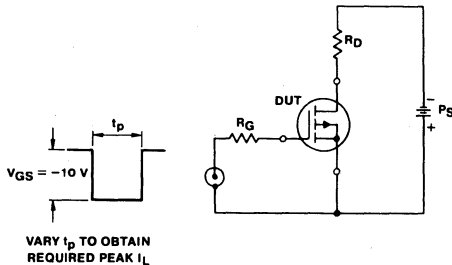 tp
VGS = -10 V
VARY tp TO OBTAIN
REQUIRED PEAK IL
RD
DUT
RG
-
PS
+